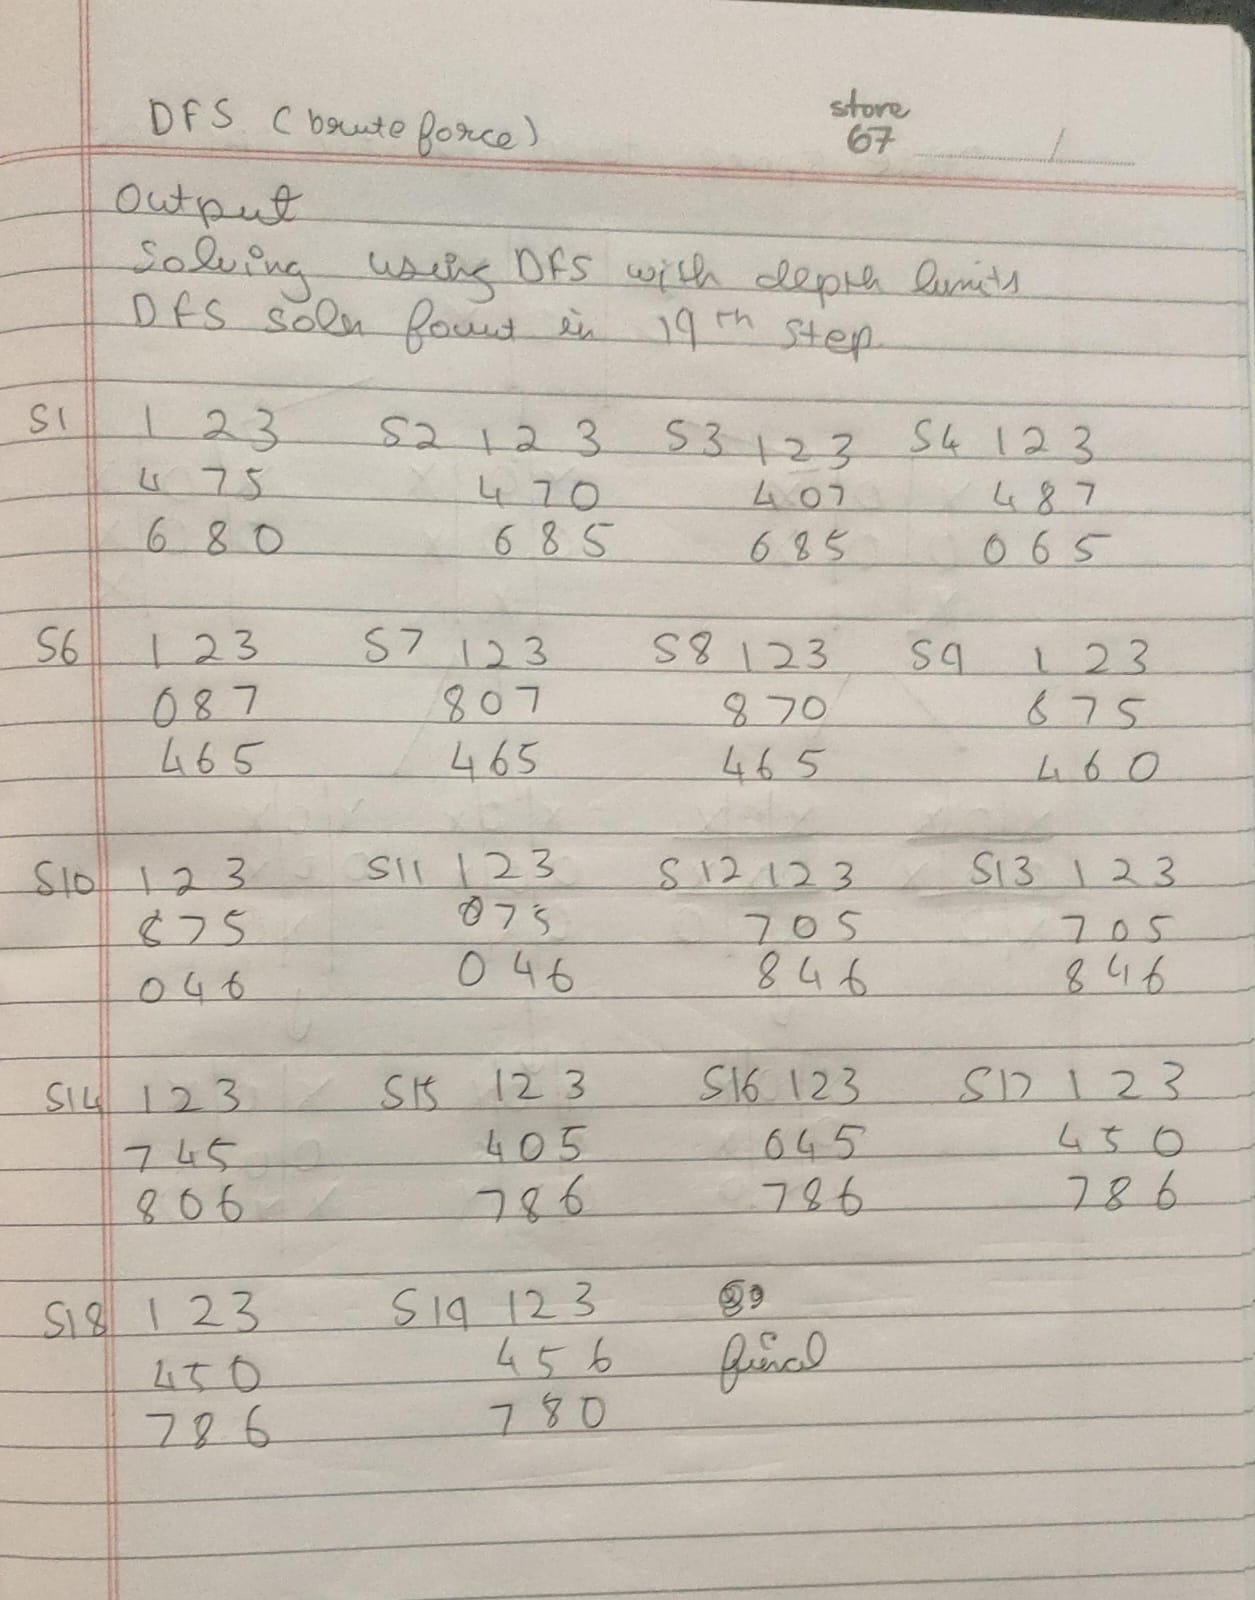 DFS (bruteforce)
store
67
Output
Solving using DFS with depth limits
DFS soln fount in 19th step
S1 1 2 3 S2 1 2 3 S3 1 2 3 S4 1 2 3
4 7 5 4 7 0 4 0 7 4 8 7
6 8 0 6 8 5 6 8 5 0 6 5
S6 1 2 3 S7 1 2 3 S8 1 2 3 S9 1 2 3
0 8 7 8 0 7 8 7 0 8 7 5
4 6 5 4 6 5 4 6 5 4 6 0
S10 1 2 3 S11 1 2 3 S12 1 2 3 S13 1 2 3
8 7 5 0 7 5 7 0 5 7 0 5
0 4 6 0 4 6 8 4 6 8 4 6
S14 1 2 3 S15 1 2 3 S16 1 2 3 S17 1 2 3
7 4 5 4 0 5 0 4 5 4 5 0
8 0 6 7 8 6 7 8 6 7 8 6
S18 1 2 3 S19 1 2 3
4 5 0 4 5 6 final
7 8 6 7 8 0